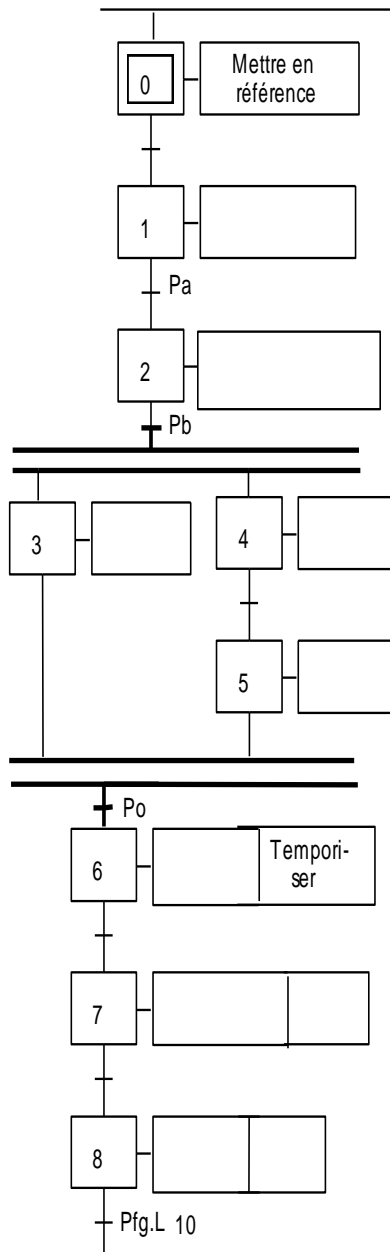 0
Mettre en
référence
1
Pa
2
Pb
3
4
5
Po
6
Tempori-
ser
7
8
Pfg.L 10